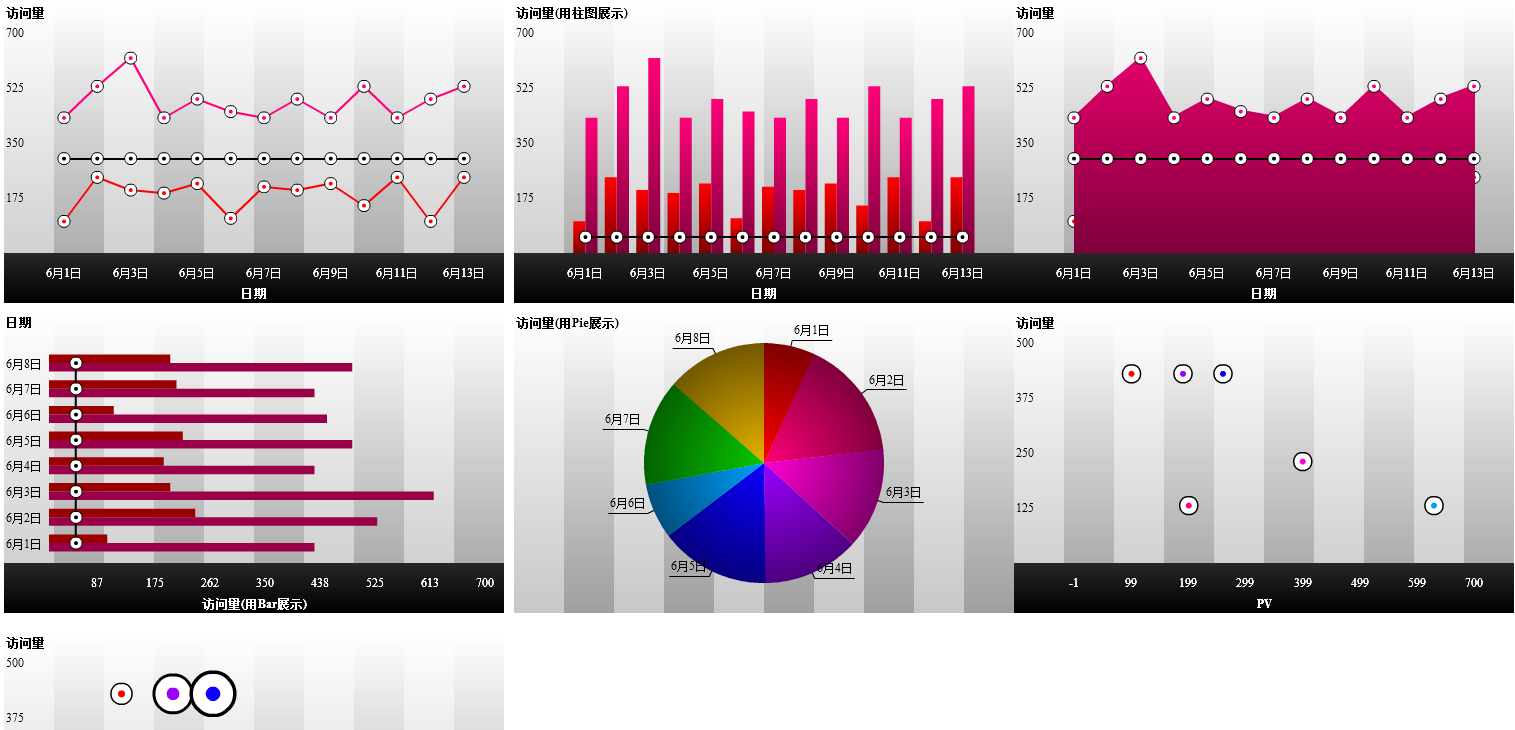 访问量
700
525
350
175
6月1日 6月3日 6月5日 6月7日 6月9日 6月11日 6月13日
日期
访问量(用柱图展示)
700
525
350
175
6月1日 6月3日 6月5日 6月7日 6月9日 6月11日 6月13日
日期
访问量
700
525
350
175
6月1日 6月3日 6月5日 6月7日 6月9日 6月11日 6月13日
日期
日期
6月8日
6月7日
6月6日
6月5日
6月4日
6月3日
6月2日
6月1日
87 175 262 350 438 525 613 700
访问量(用Bar展示)
访问量(用Pie展示)
6月1日
6月8日
6月2日
6月7日
6月3日
6月6日
6月5日
6月4日
访问量
500
375
250
125
-1 99 199 299 399 499 599 700
PV
访问量
500
375